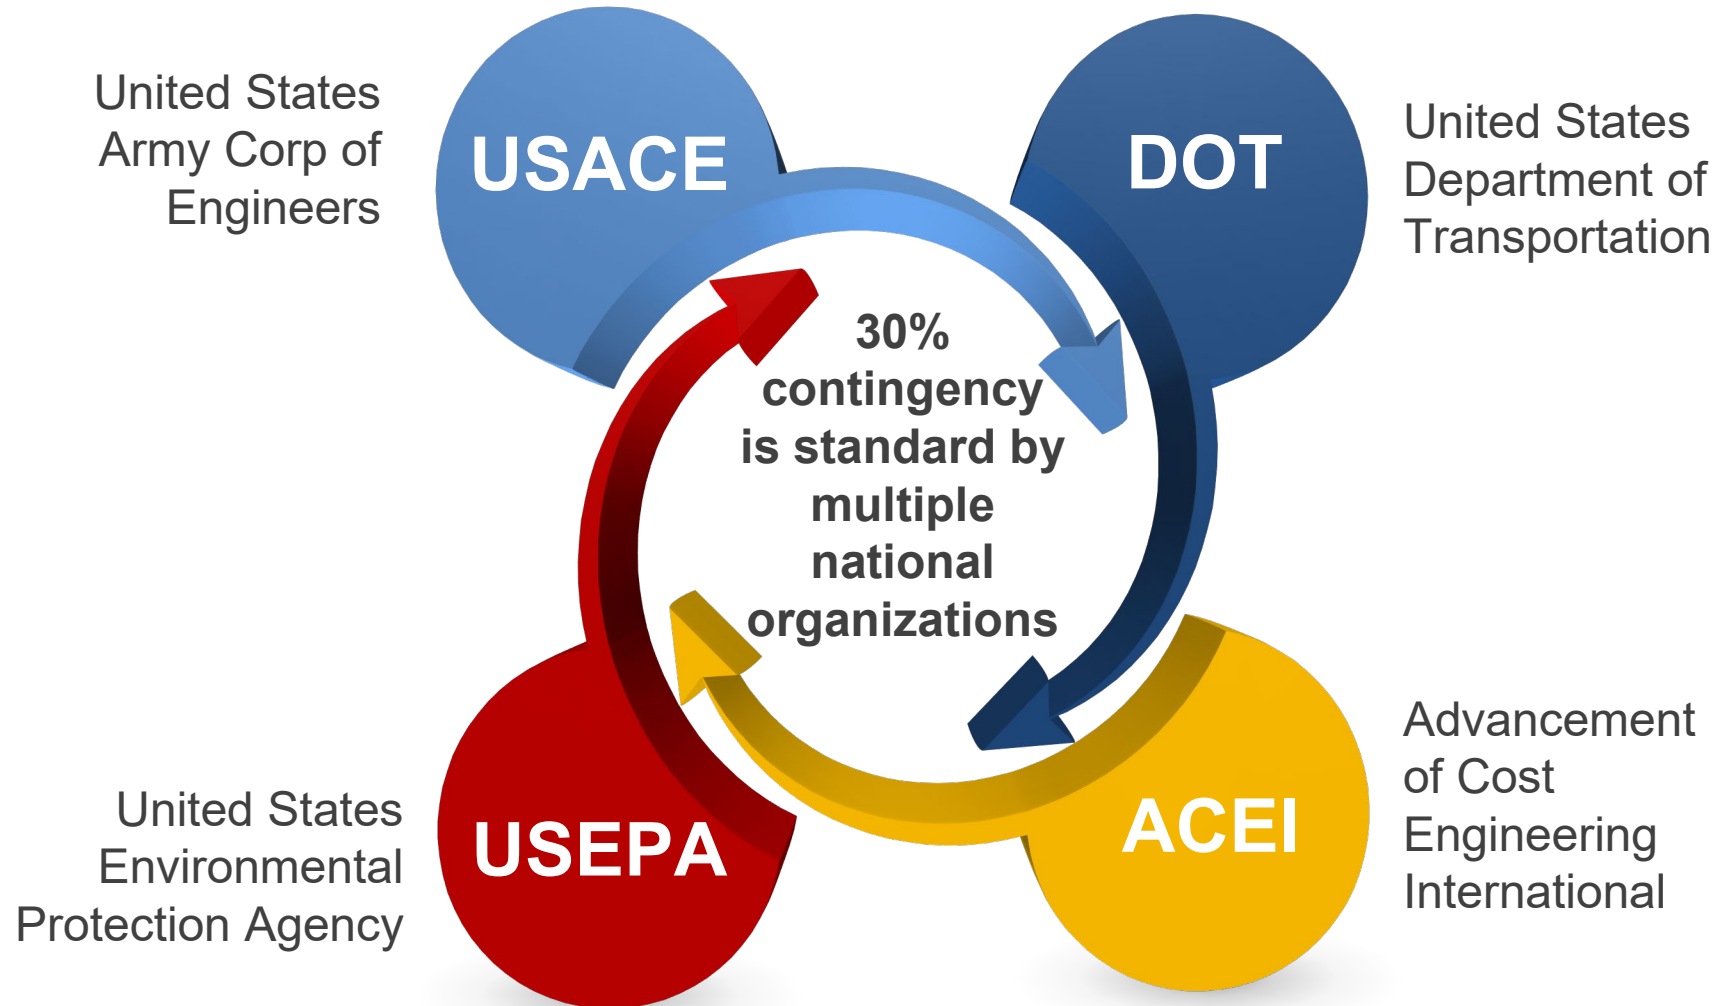 United States
Army Corp of
Engineers
USACE
DOT
United States
Department of
Transportation
30%
contingency
is standard by
multiple
national
organizations
United States
Environmental
Protection Agency
USEPA
ACEI
Advancement
of Cost
Engineering
International